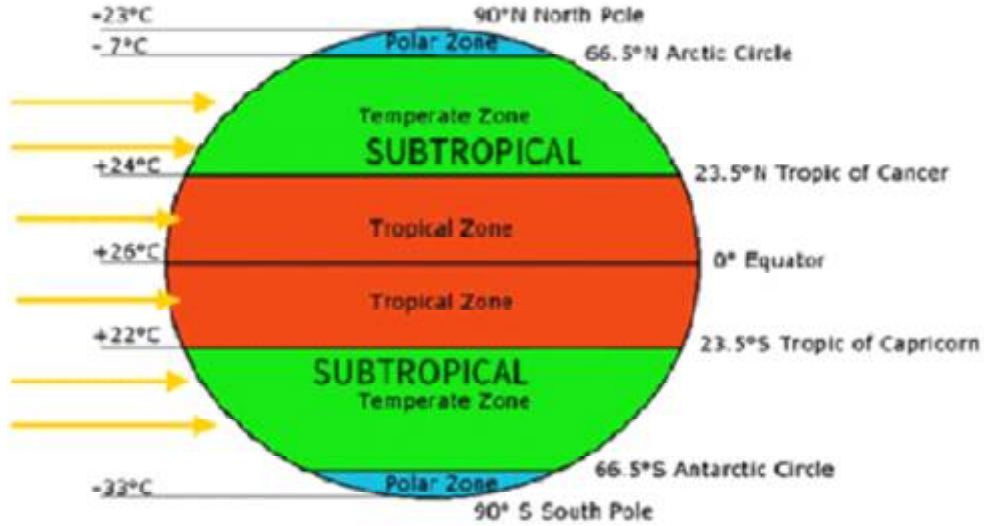 -23°C
90°N North Pole
Polar Zone
-7°C
66.5°N Arctic Circle
Temperate Zone
SUBTROPICAL
+24°C
23.5°N Tropic of Cancer
Tropical Zone
+26°C
0° Equator
Tropical Zone
+22°C
23.5°S Tropic of Capricorn
SUBTROPICAL
Temperate Zone
66.5°S Antarctic Circle
Polar Zone
-33°C
90° S South Pole